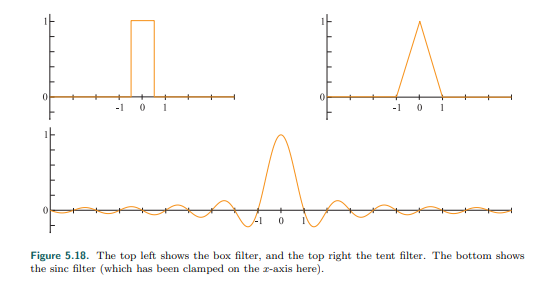 1
0
-1 0 1
1
0
-1 0 1
1
0
-1 0 1
Figure 5.18. The top left shows the box filter, and the top right the tent filter. The bottom shows
the sinc filter (which has been clamped on the x-axis here).